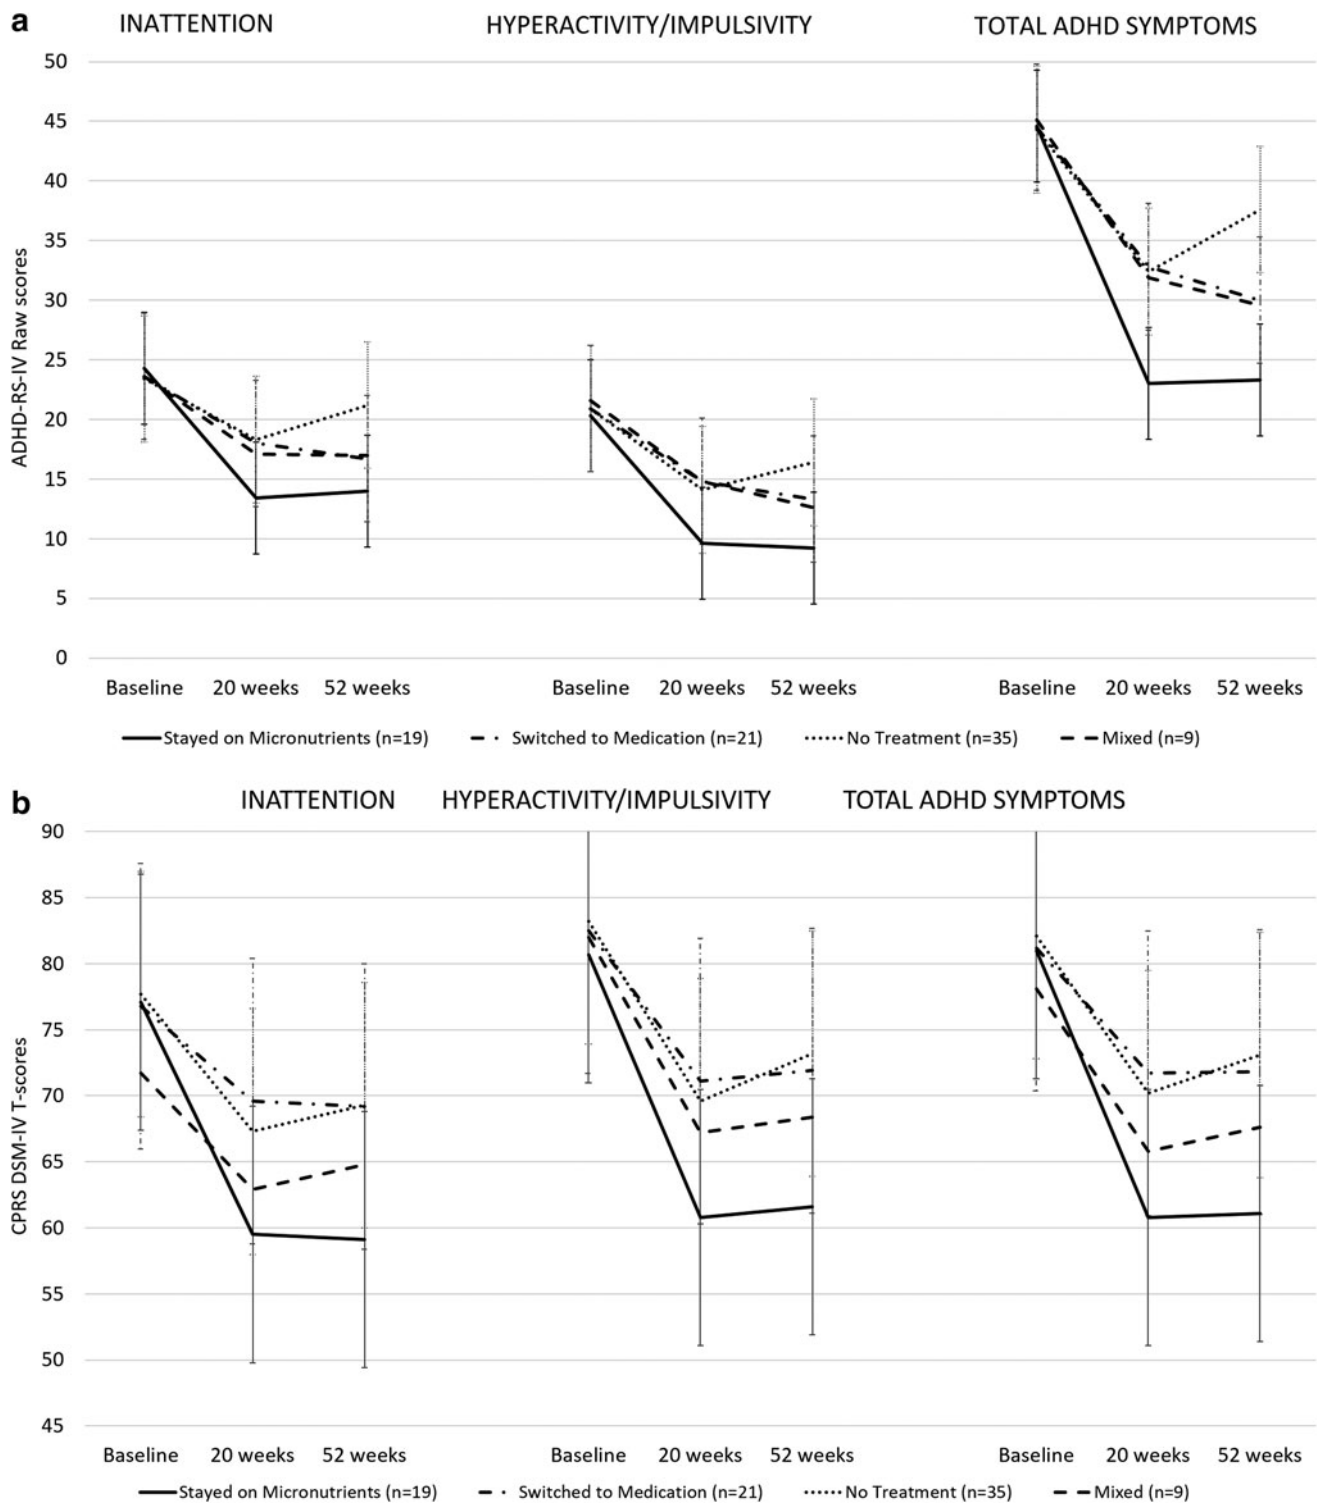 a
INATTENTION HYPERACTIVITY/IMPULSIVITY TOTAL ADHD SYMPTOMS
50
45
40
35
30
25
20
15
10
5
0
ADHD-RS-IV Raw scores
Baseline 20 weeks 52 weeks Baseline 20 weeks 52 weeks Baseline 20 weeks 52 weeks
Stayed on Micronutrients (n=19) Switched to Medication (n=21) No Treatment (n=35) Mixed (n=9)
b
INATTENTION HYPERACTIVITY/IMPULSIVITY TOTAL ADHD SYMPTOMS
90
85
80
75
70
65
60
55
50
45
CPRS DSM-IV T-scores
Baseline 20 weeks 52 weeks Baseline 20 weeks 52 weeks Baseline 20 weeks 52 weeks
Stayed on Micronutrients (n=19) Switched to Medication (n=21) No Treatment (n=35) Mixed (n=9)